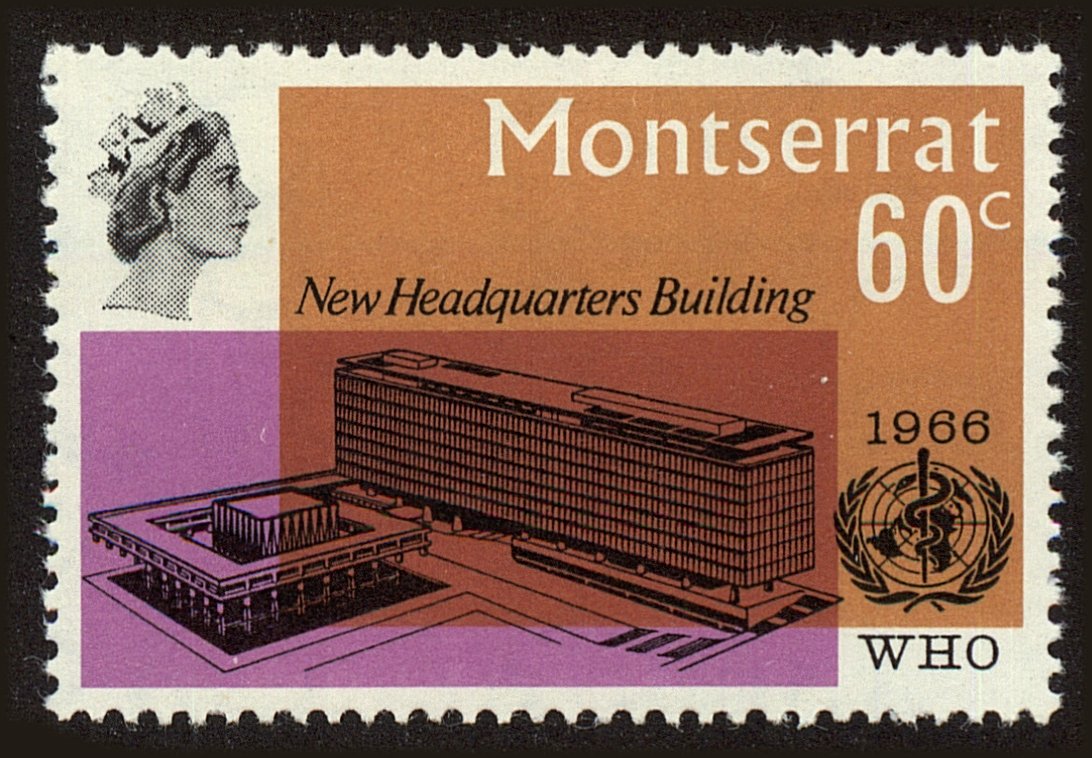 Montserrat
60c
New Headquarters Building
1966
WHO